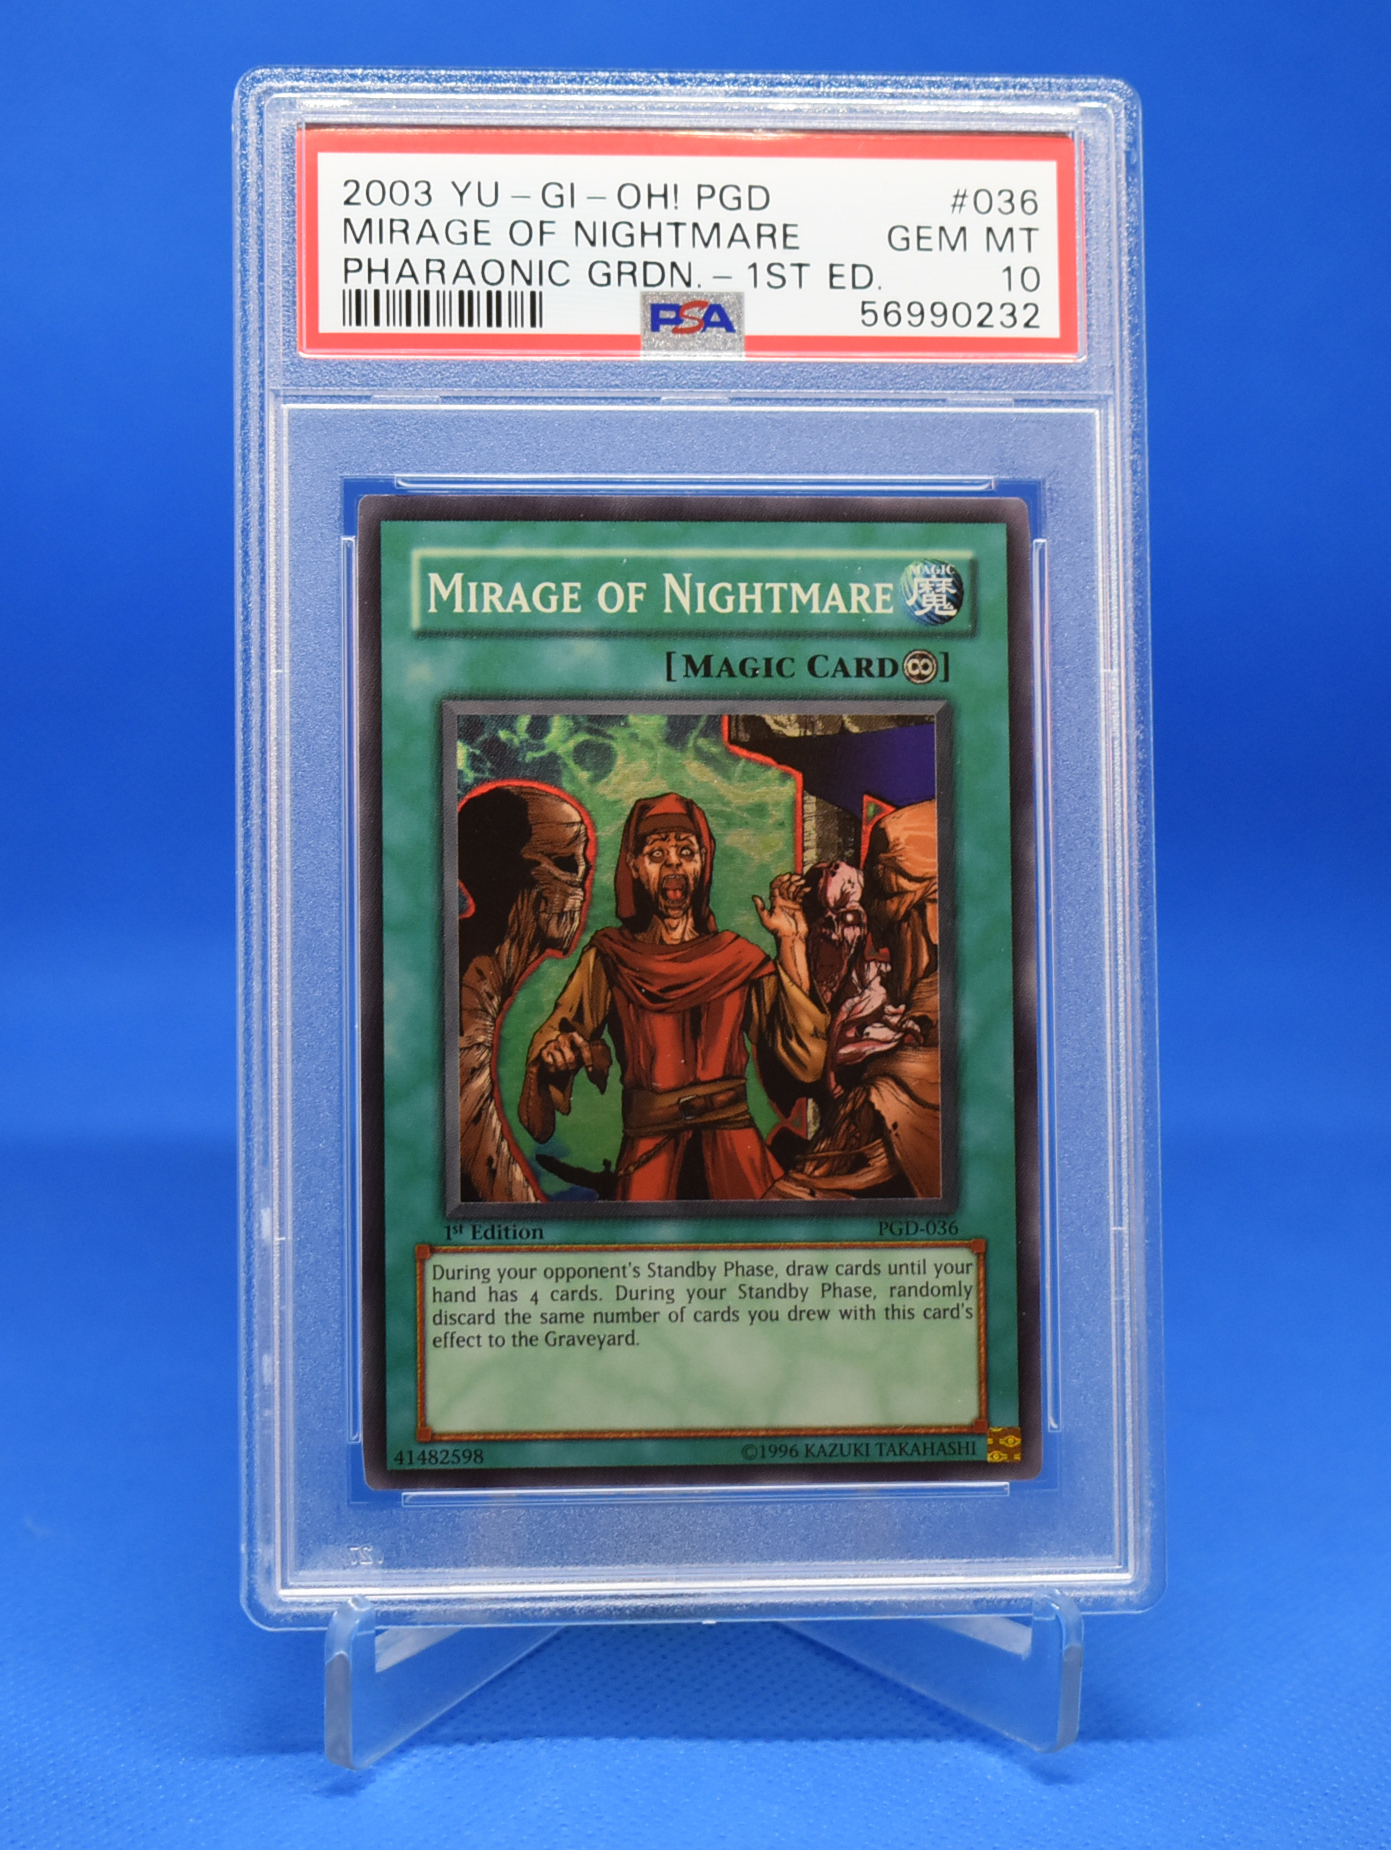 2003 YU-GI-OH! PGD #036
MIRAGE OF NIGHTMARE GEM MT
PHARAONIC GRDN.-1ST ED. 10
PSA 56990232
MIRAGE OF NIGHTMARE
MAGIC
魔
[MAGIC CARD]
1st Edition PGD-036
During your opponent's Standby Phase, draw cards until your
hand has 4 cards. During your Standby Phase, randomly
discard the same number of cards you drew with this card's
effect to the Graveyard.
41482598 ©1996 KAZUKI TAKAHASHI